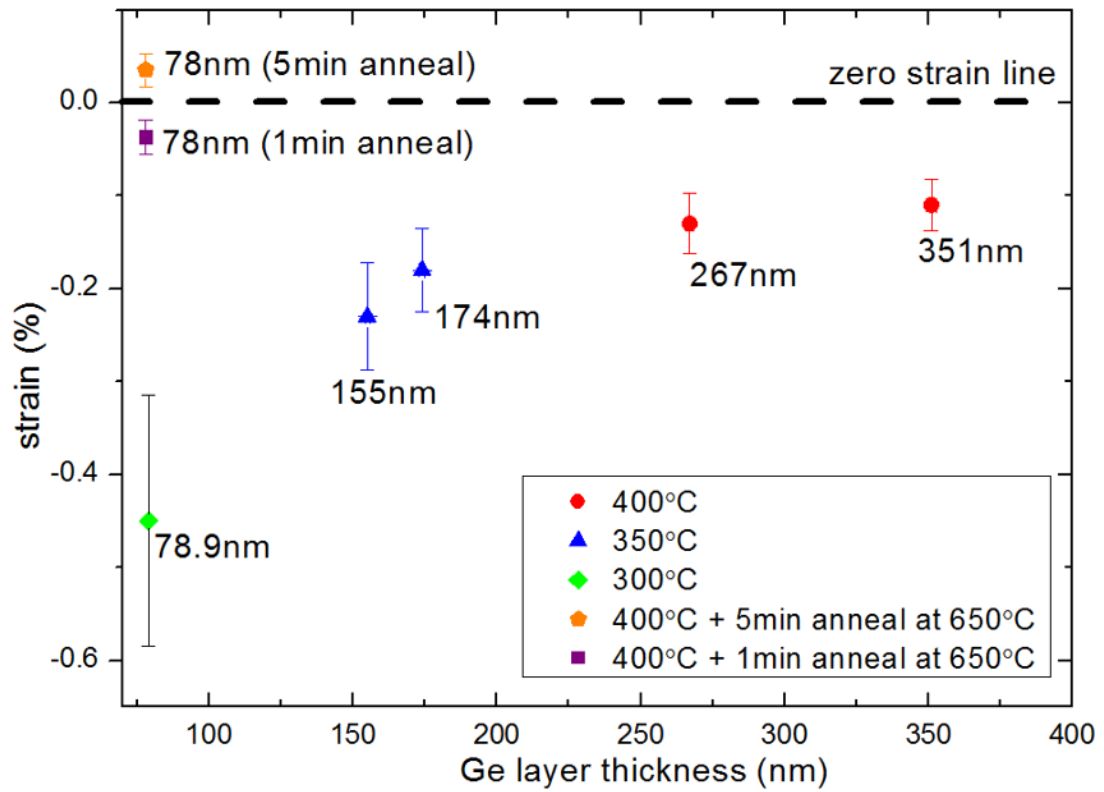 78nm (5min anneal)
zero strain line
0.0
78nm (1min anneal)
351nm
267nm
-0.2
174nm
155nm
strain (%)
-0.4
78.9nm
400°C
350°C
300°C
400°C + 5min anneal at 650°C
-0.6
400°C + 1min anneal at 650°C
100 150 200 250 300 350 400
Ge layer thickness (nm)